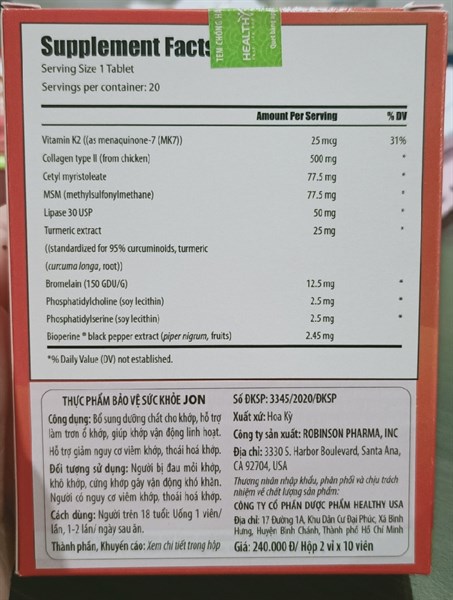 Supplement Facts
TEM CHỐNG HÀ
HEALTHY
Serving Size 1 Tablet
Servings per container: 20
Amount Per Serving % DV
Vitamin K2 ((as menaquinone-7 (MK7)) 25 mcg 31%
Collagen type II (from chicken) 500 mg *
Cetyl myristoleate 77.5 mg *
MSM (methylsulfonylmethane) 77.5 mg *
Lipase 30 USP 50 mg *
Turmeric extract 25 mg *
((standardized for 95% curcuminoids, turmeric
(curcuma longa, root))
Bromelain (150 GDU/G) 12.5 mg *
Phosphatidylcholine (soy lecithin) 2.5 mg *
Phosphatidylserine (soy lecithin) 2.5 mg *
Bioperine ® black pepper extract (piper nigrum, fruits) 2.45 mg
*% Daily Value (DV) not established.
THỰC PHẨM BẢO VỆ SỨC KHỎE JON
Công dụng: Bổ sung dưỡng chất cho khớp, hỗ trợ
làm trơn ổ khớp, giúp khớp vận động linh hoạt.
Hỗ trợ giảm nguy cơ viêm khớp, thoái hoá khớp.
Đối tượng sử dụng: Người bị đau mỏi khớp,
khô khớp, cứng khớp gây vận động khó khăn.
Người có nguy cơ viêm khớp, thoái hoá khớp.
Cách dùng: Người trên 18 tuổi: Uống 1 viên/
lần, 1-2 lần/ ngày sau ăn.
Thành phần, Khuyến cáo: Xem chi tiết trong hộp
Số ĐKSP: 3345/2020/ĐKSP
Xuất xứ: Hoa Kỳ
Công ty sản xuất: ROBINSON PHARMA, INC
Địa chỉ: 3330 S. Harbor Boulevard, Santa Ana,
CA 92704, USA
Thương nhân nhập khẩu, phân phối và chịu trách
nhiệm về chất lượng sản phẩm:
CÔNG TY CỔ PHẦN DƯỢC PHẨM HEALTHY USA
Địa chỉ: 17 Đường 1A, Khu Dân Cư Đại Phúc, Xã Bình
Hưng, Huyện Bình Chánh, Thành phố Hồ Chí Minh
Giá: 240.000 Đ/ Hộp 2 vỉ x 10 viên